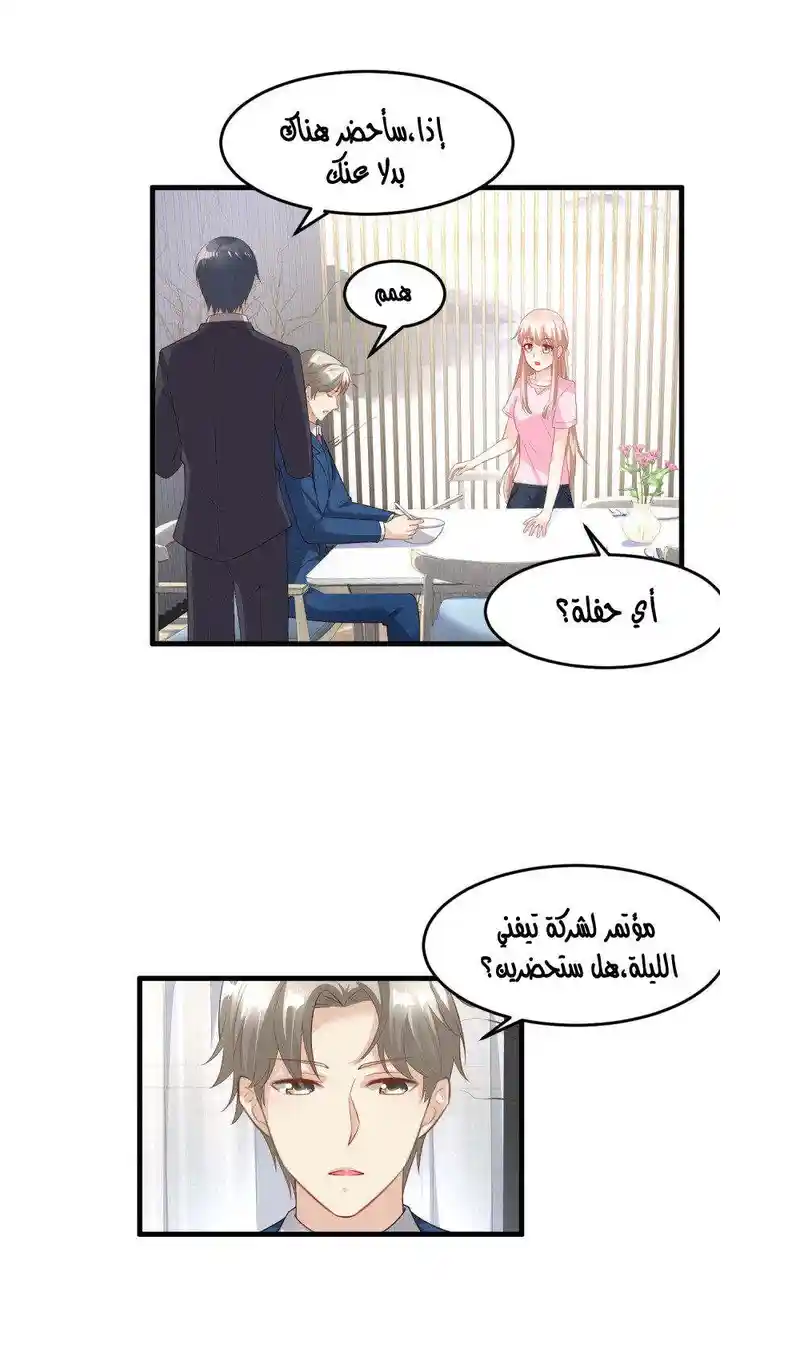 إذا،سأحضر هناك
بدلا عنك
همم
أي حفلة؟
مؤتمر لشركة تيفني
الليلة،هل ستحضرين؟